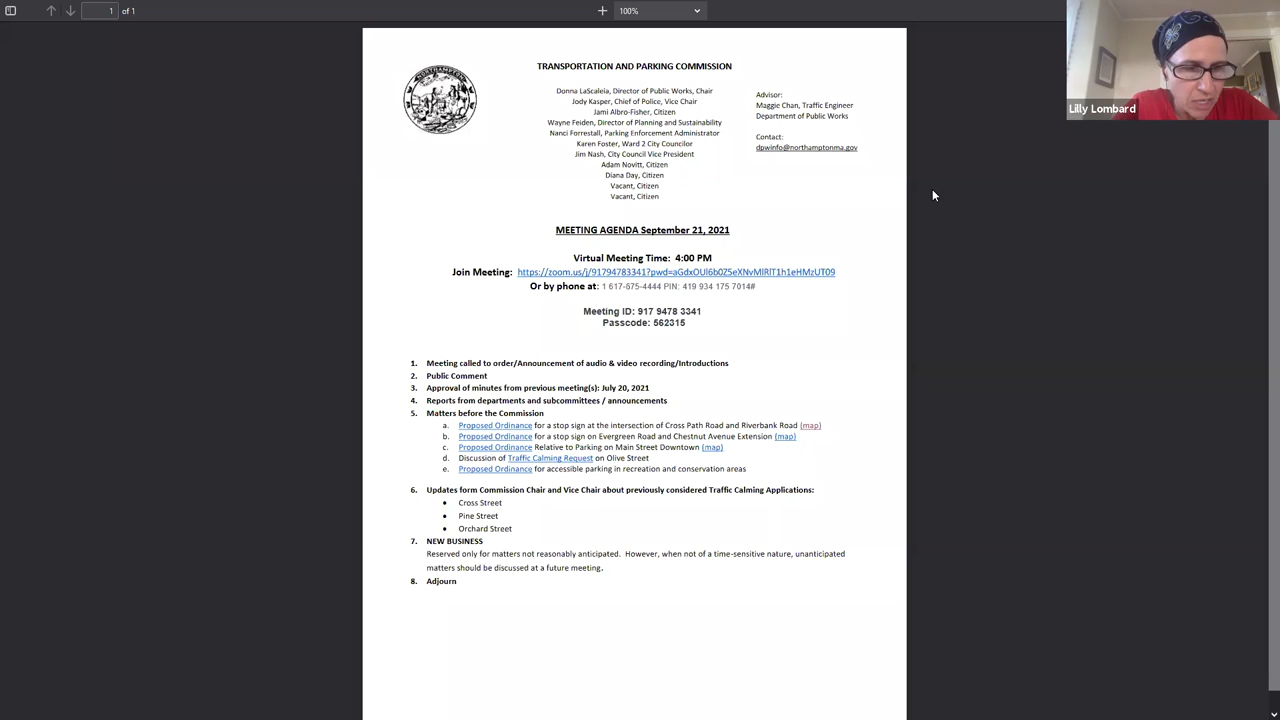 1 of 1
100%
Lilly Lombard
NORTHAMPTON
TRANSPORTATION AND PARKING COMMISSION
Donna LaScaleia, Director of Public Works, Chair
Jody Kasper, Chief of Police, Vice Chair
Jami Albro-Fisher, Citizen
Wayne Feiden, Director of Planning and Sustainability
Nanci Forrestall, Parking Enforcement Administrator
Karen Foster, Ward 2 City Councilor
Jim Nash, City Council Vice President
Adam Novitt, Citizen
Diana Day, Citizen
Vacant, Citizen
Vacant, Citizen
Advisor:
Maggie Chan, Traffic Engineer
Department of Public Works
Contact:
dpwinfo@northamptonma.gov
MEETING AGENDA September 21, 2021
Virtual Meeting Time: 4:00 PM
Join Meeting:
Or by phone at: 1 617-675-4444 PIN: 419 934 175 7014#
Meeting ID: 917 9478 3341
Passcode: 562315
1. Meeting called to order/Announcement of audio & video recording/Introductions
2. Public Comment
3. Approval of minutes from previous meeting(s): July 20, 2021
4. Reports from departments and subcommittees / announcements
5. Matters before the Commission
a. Proposed Ordinance for a stop sign at the intersection of Cross Path Road and Riverbank Road (map)
b. Proposed Ordinance for a stop sign on Evergreen Road and Chestnut Avenue Extension (map)
c. Proposed Ordinance Relative to Parking on Main Street Downtown (map)
d. Discussion of Traffic Calming Request on Olive Street
e. Proposed Ordinance for accessible parking in recreation and conservation areas
6. Updates form Commission Chair and Vice Chair about previously considered Traffic Calming Applications:
• Cross Street
• Pine Street
• Orchard Street
7. NEW BUSINESS
Reserved only for matters not reasonably anticipated. However, when not of a time-sensitive nature, unanticipated
matters should be discussed at a future meeting.
8. Adjourn